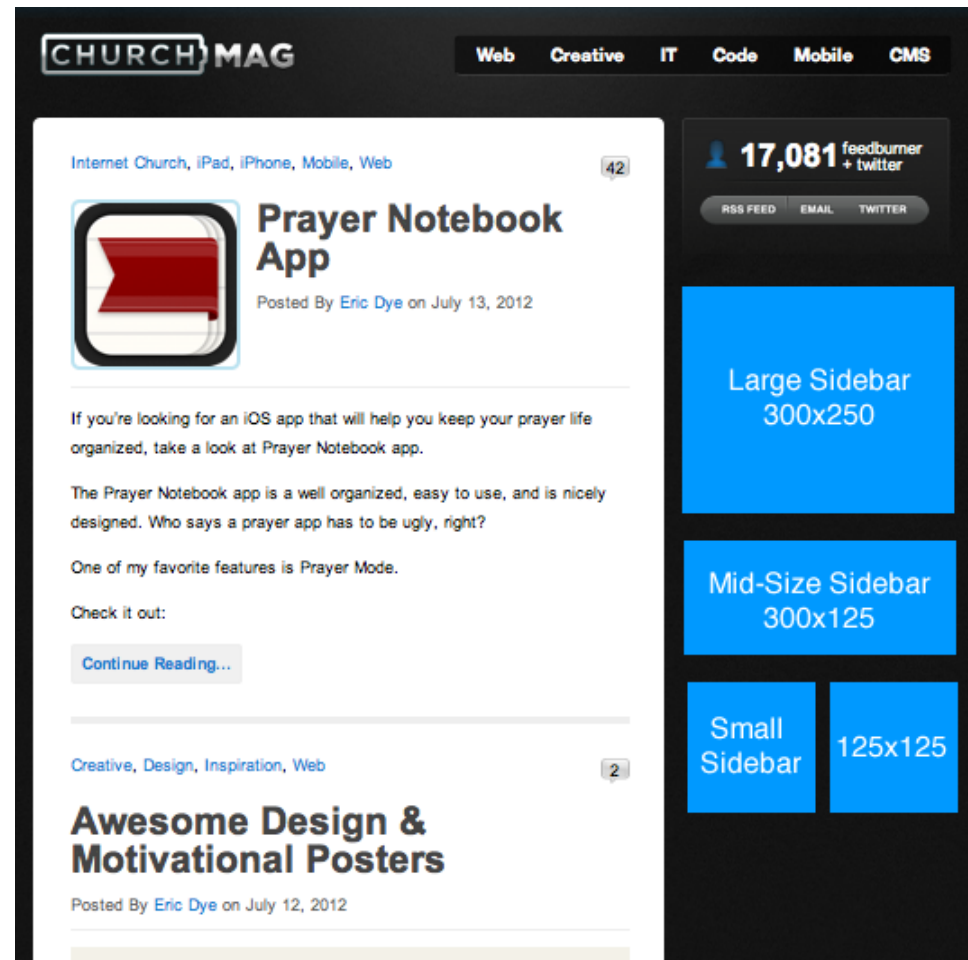 CHURCH MAG
Web Creative IT Code Mobile CMS
Internet Church, iPad, iPhone, Mobile, Web
42
Prayer Notebook
App
Posted By Eric Dye on July 13, 2012
If you're looking for an iOS app that will help you keep your prayer life
organized, take a look at Prayer Notebook app.
The Prayer Notebook app is a well organized, easy to use, and is nicely
designed. Who says a prayer app has to be ugly, right?
One of my favorite features is Prayer Mode.
Check it out:
Continue Reading...
Creative, Design, Inspiration, Web
2
Awesome Design &
Motivational Posters
Posted By Eric Dye on July 12, 2012
17,081 feedburner
+ twitter
RSS FEED EMAIL TWITTER
Large Sidebar
300x250
Mid-Size Sidebar
300x125
Small
Sidebar
125x125